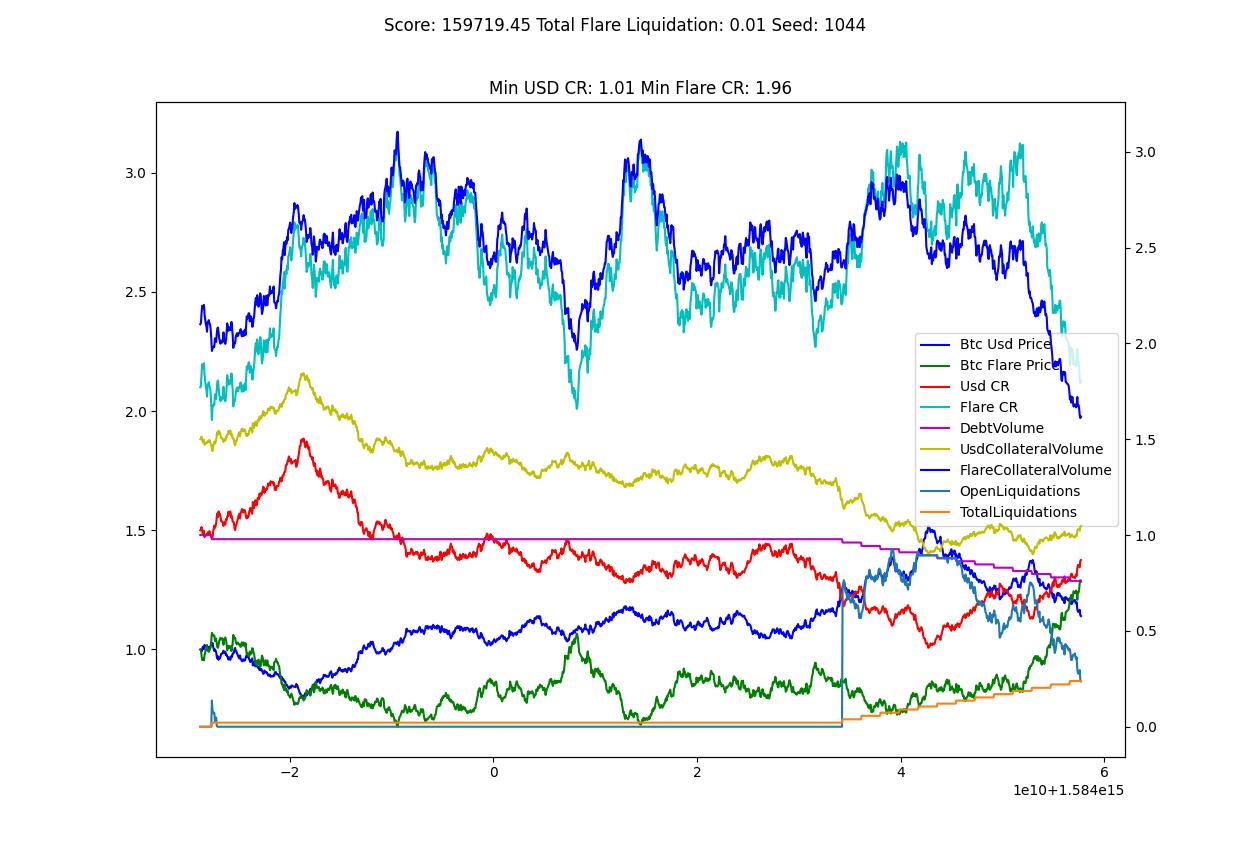 Score: 159719.45 Total Flare Liquidation: 0.01 Seed: 1044
Min USD CR: 1.01 Min Flare CR: 1.96
3.0
2.5
2.0
1.5
1.0
3.0
2.5
2.0
1.5
1.0
0.5
0.0
Btc Usd Price
Btc Flare Price
Usd CR
Flare CR
DebtVolume
UsdCollateralVolume
FlareCollateralVolume
OpenLiquidations
TotalLiquidations
−2 0 2 4 6
1e10+1.584e15